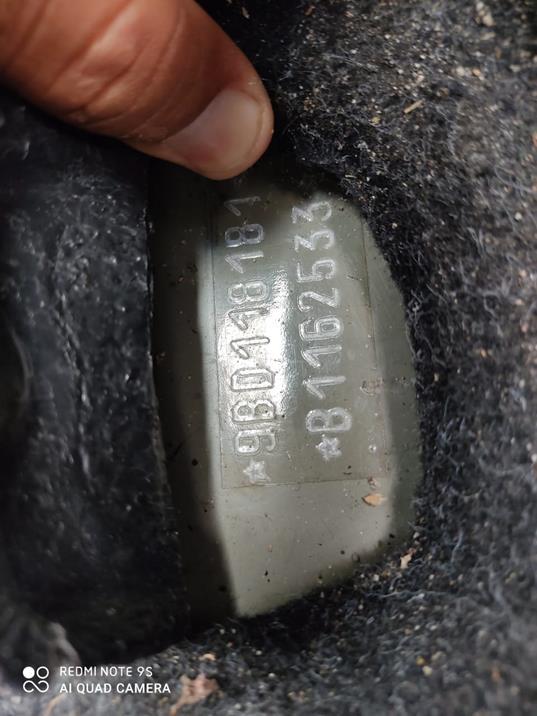 *9BD118181
*B1162533
REDMI NOTE 9S
AI QUAD CAMERA